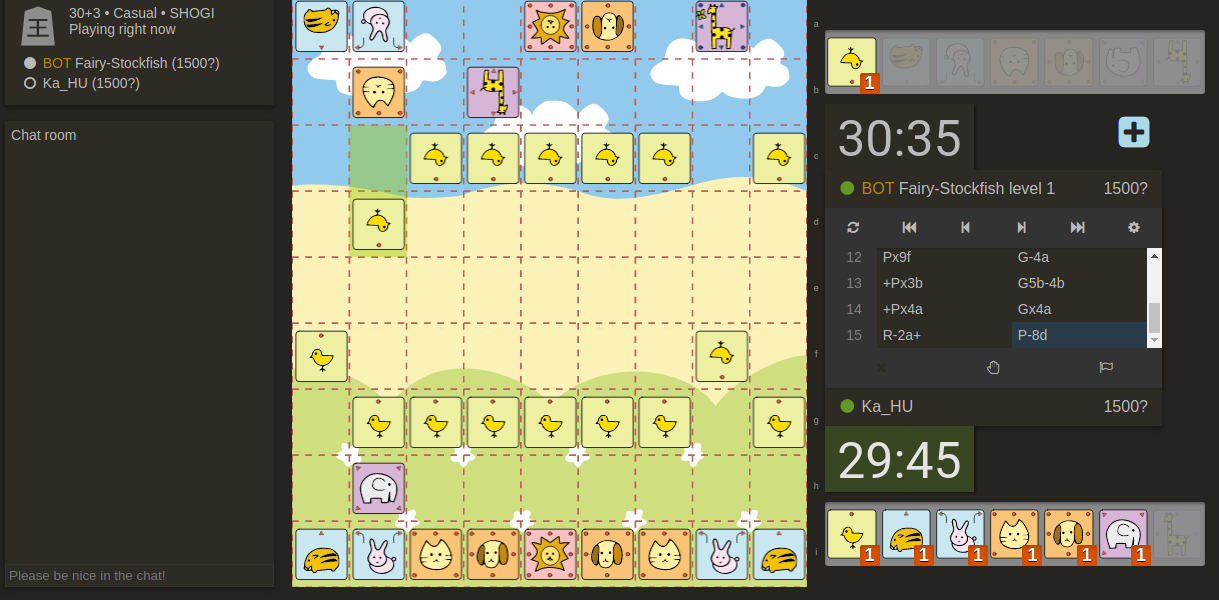 王
30+3 • Casual • SHOGI
Playing right now
BOT Fairy-Stockfish (1500?)
Ka_HU (1500?)
Chat room
Please be nice in the chat!
a
b
c
d
e
f
g
h
i
1
30:35
BOT Fairy-Stockfish level 1 1500?
12 Px9f G-4a
13 +Px3b G5b-4b
14 +Px4a Gx4a
15 R-2a+ P-8d
Ka_HU 1500?
29:45
1 1 1 1 1 1